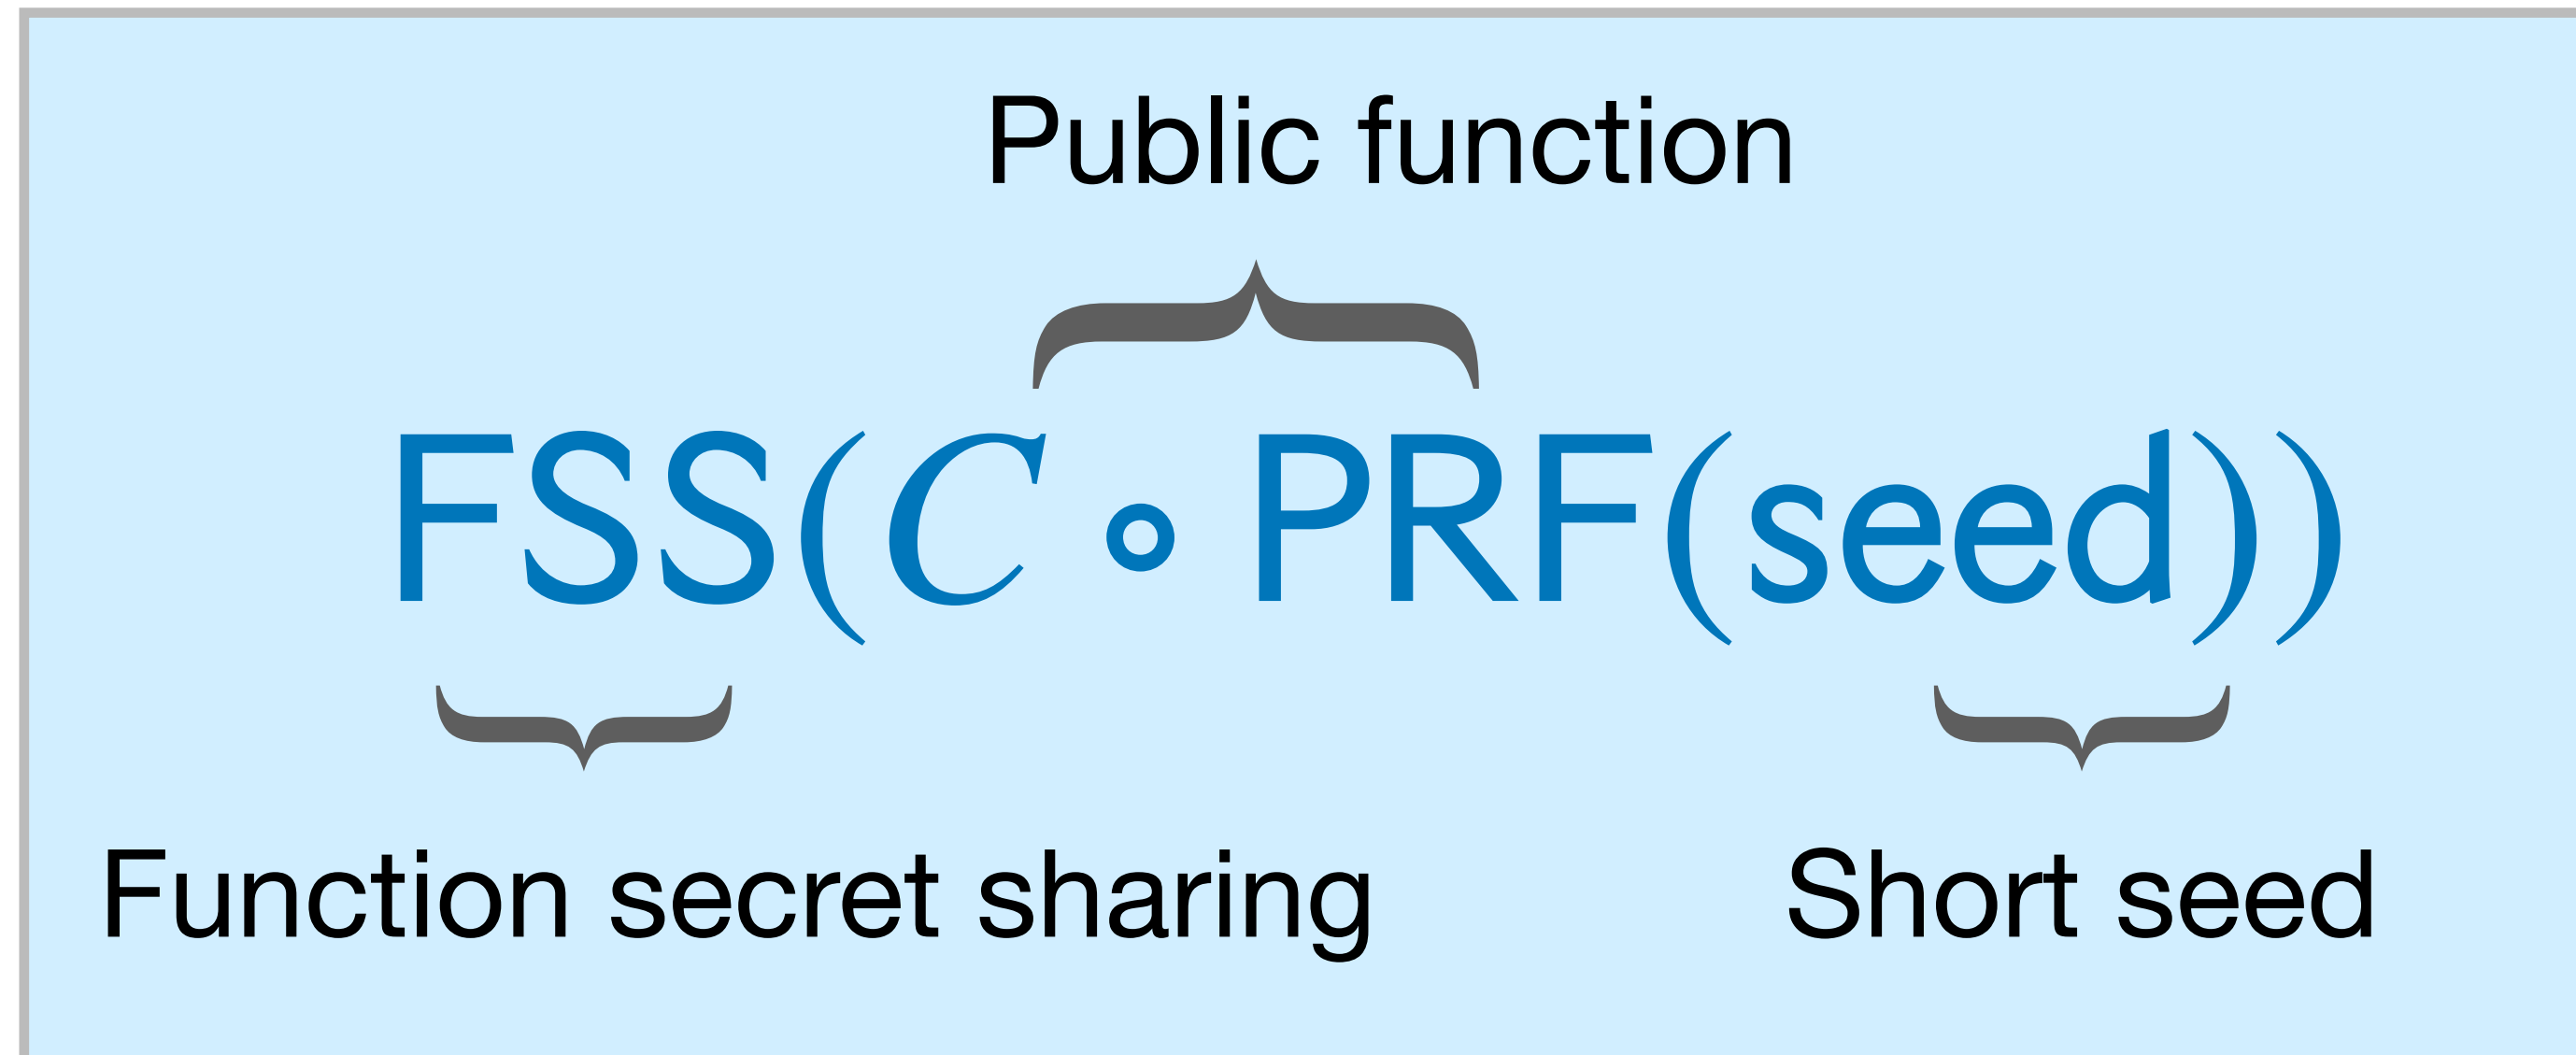 Public function
FSS(C ∘ PRF(seed))
Function secret sharing
Short seed